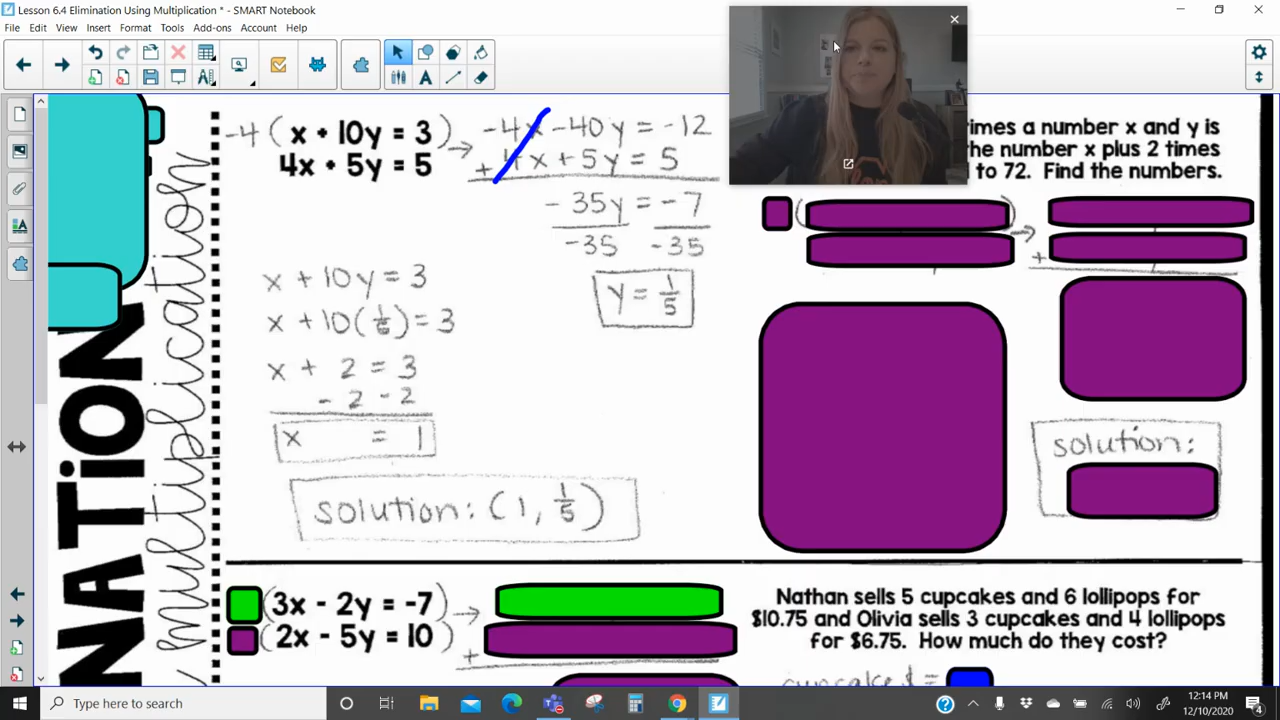 Lesson 6.4 Elimination Using Multiplication * - SMART Notebook
File Edit View Insert Format Tools Add-ons Account Help
NATION
multiplication
-4 ( x + 10y = 3 ) →
4x + 5y = 5
-4x - 40y = -12
+ 4x + 5y = 5
-35y = -7
-35 -35
y = 1/5
x + 10y = 3
x + 10(1/5) = 3
x + 2 = 3
- 2 - 2
x = 1
solution: (1, 1/5)
imes a number x and y is
the number x plus 2 times
to 72. Find the numbers.
( ) →
+
solution:
(3x - 2y = -7) →
(2x - 5y = 10)
+
Nathan sells 5 cupcakes and 6 lollipops for
$10.75 and Olivia sells 3 cupcakes and 4 lollipops
for $6.75. How much do they cost?
Type here to search
12:14 PM
12/10/2020
4